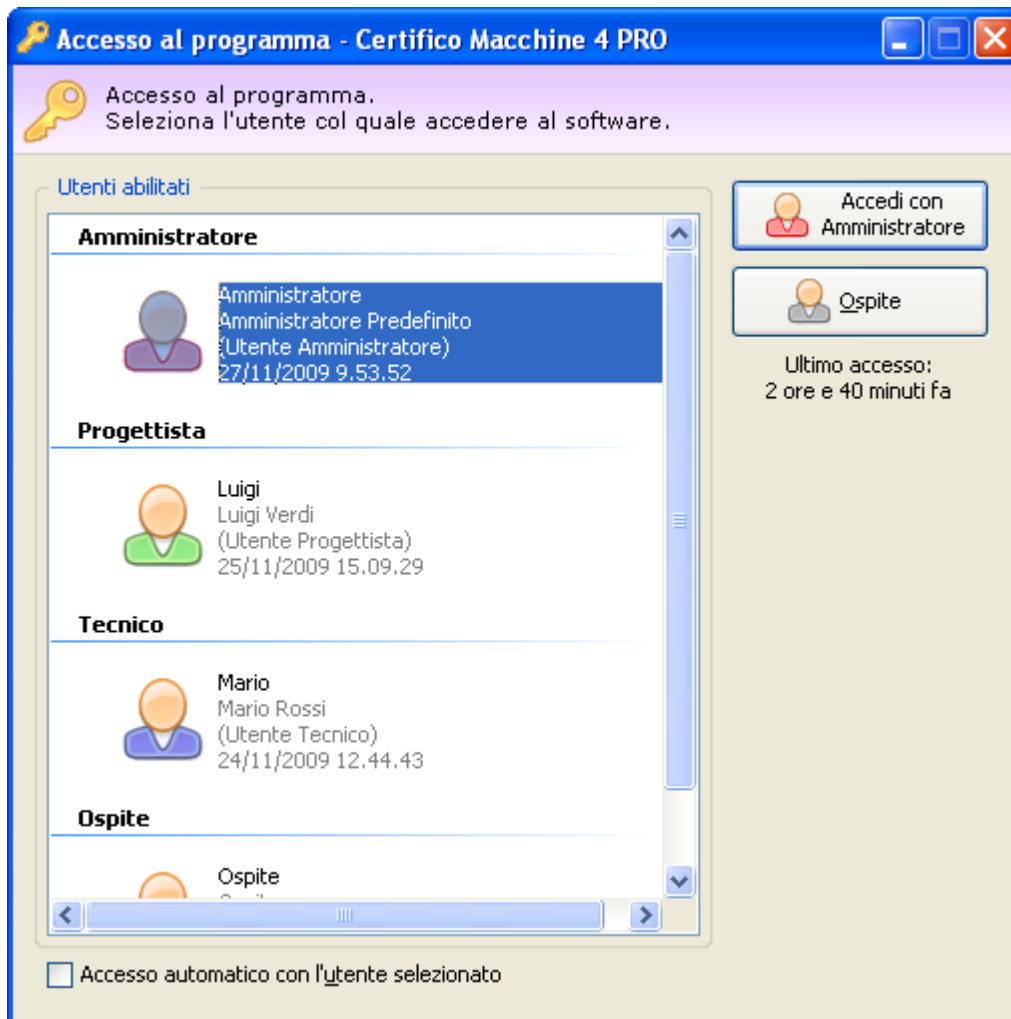 Accesso al programma - Certifico Macchine 4 PRO
Accesso al programma.
Seleziona l'utente col quale accedere al software.
Utenti abilitati
Amministratore
Amministratore
Amministratore Predefinito
(Utente Amministratore)
27/11/2009 9.53.52
Progettista
Luigi
Luigi Verdi
(Utente Progettista)
25/11/2009 15.09.29
Tecnico
Mario
Mario Rossi
(Utente Tecnico)
24/11/2009 12.44.43
Ospite
Ospite
Accesso automatico con l'utente selezionato
Accedi con
Amministratore
Ospite
Ultimo accesso:
2 ore e 40 minuti fa